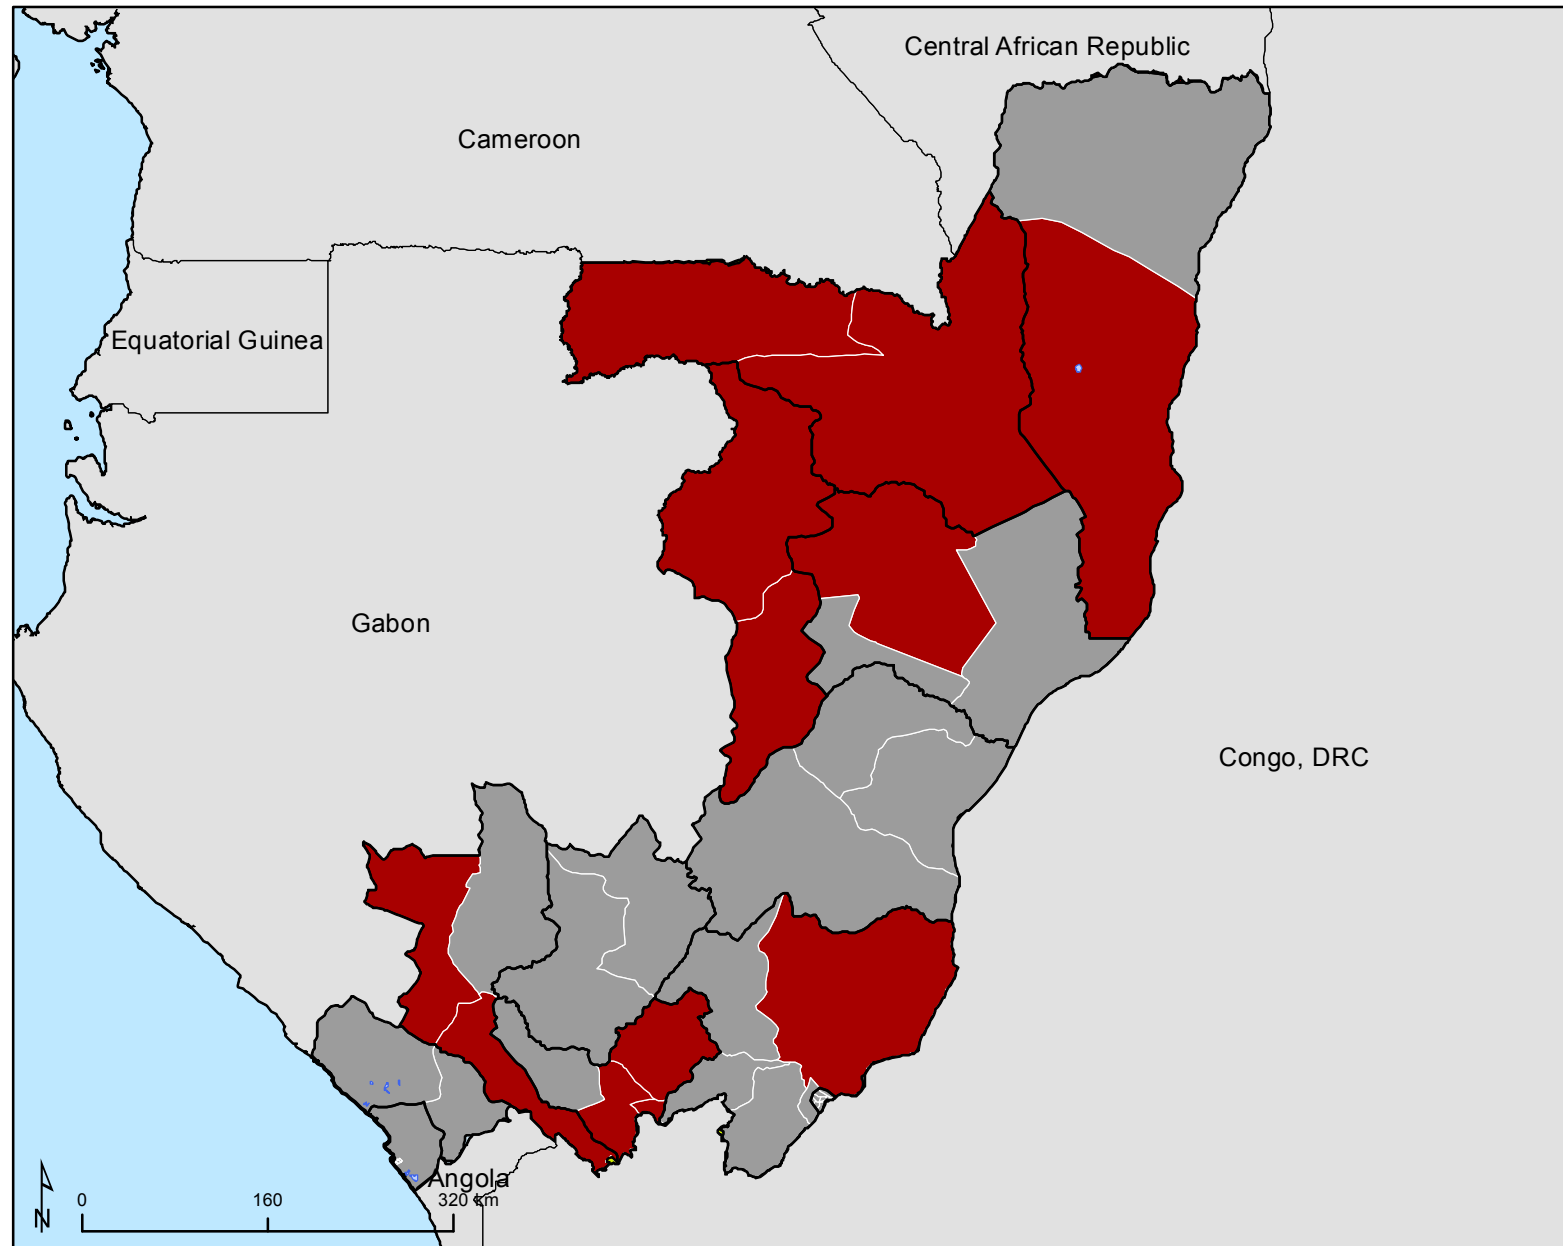 Central African Republic
Cameroon
Equatorial Guinea
Gabon
Congo, DRC
Angola
0 160 320 km
N